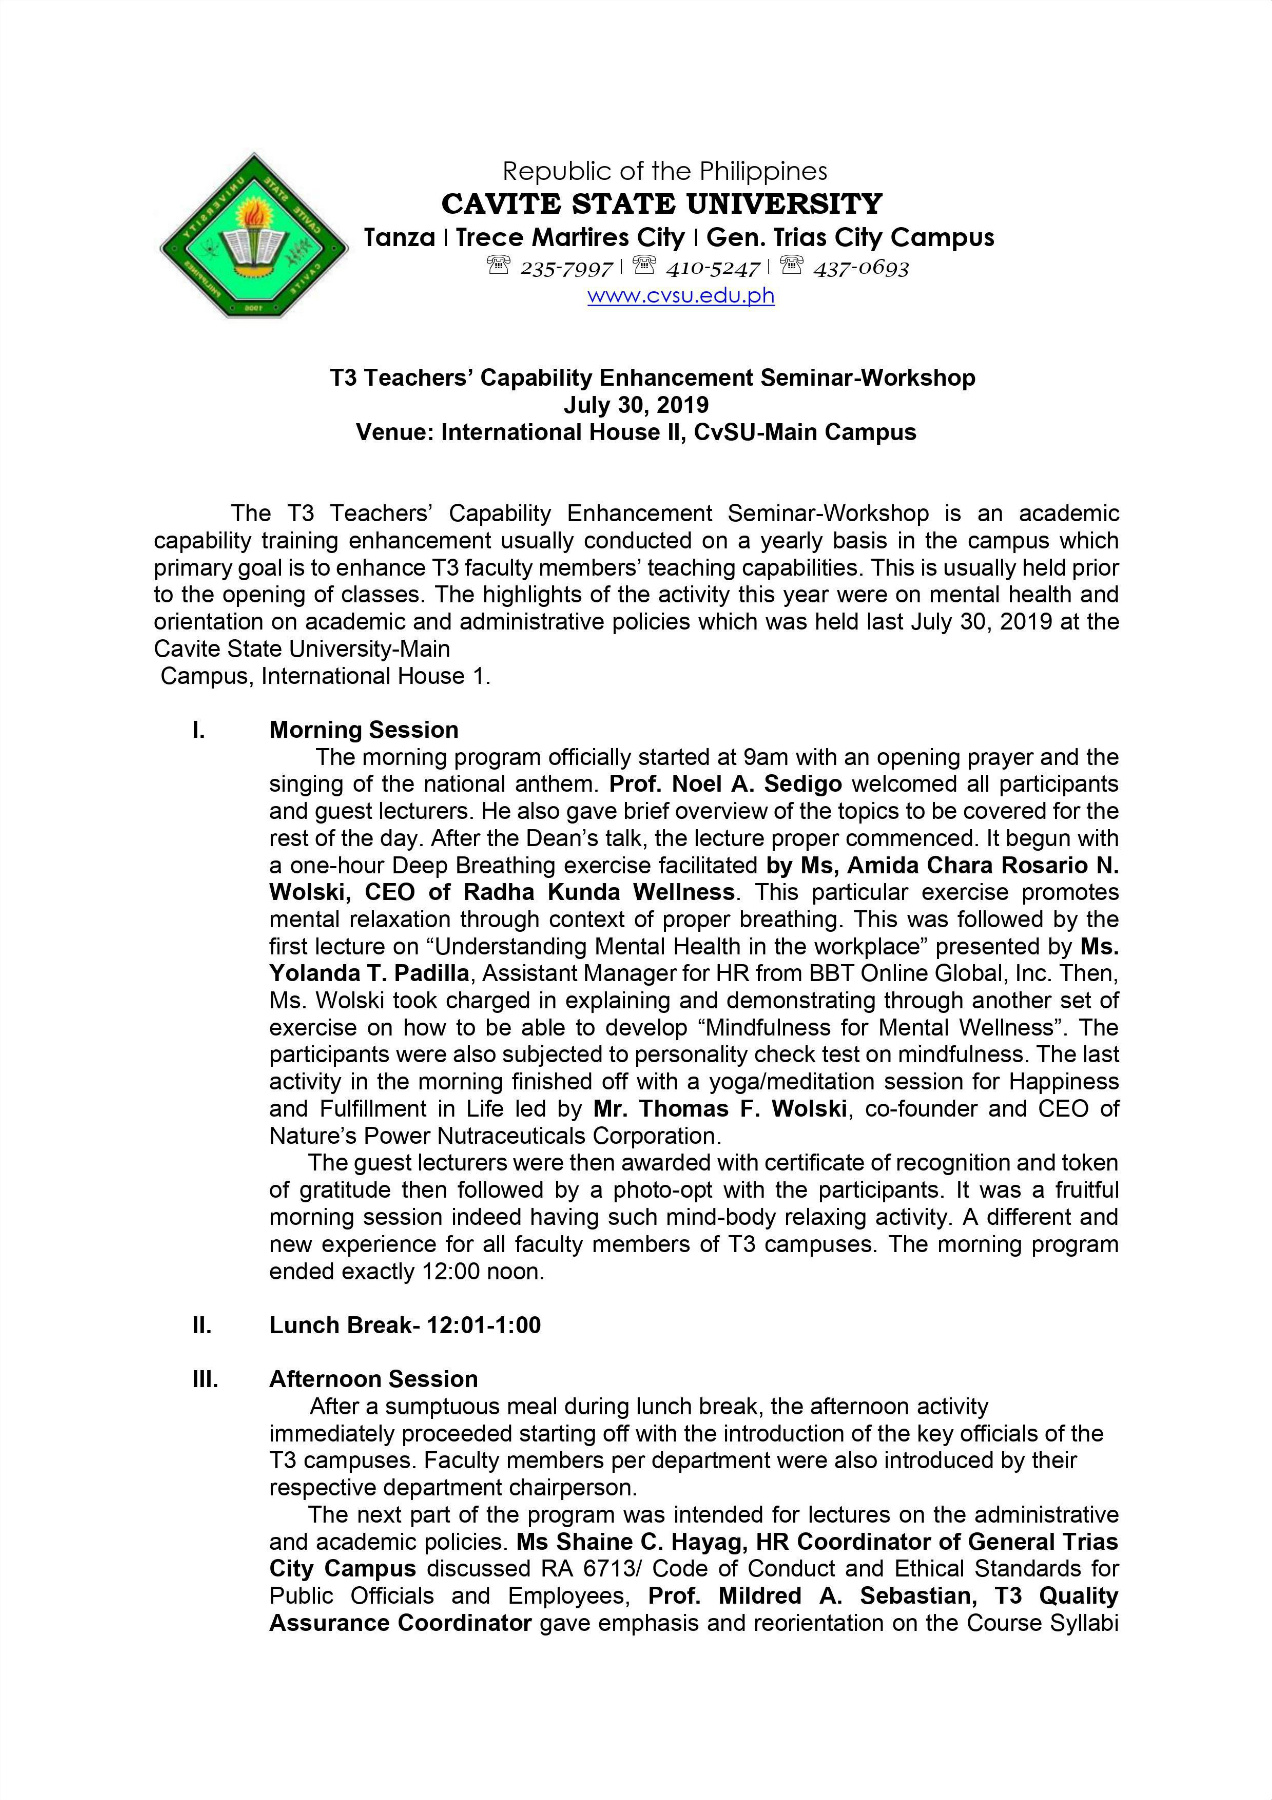 Republic of the Philippines
CAVITE STATE UNIVERSITY
Tanza | Trece Martires City | Gen. Trias City Campus
☏ 235-7997 | ☏ 410-5247 | ☏ 437-0693
www.cvsu.edu.ph
CAVITE STATE UNIVERSITY
CAVITE
PHILIPPINES
1906
T3 Teachers’ Capability Enhancement Seminar-Workshop
July 30, 2019
Venue: International House II, CvSU-Main Campus
The T3 Teachers’ Capability Enhancement Seminar-Workshop is an academic
capability training enhancement usually conducted on a yearly basis in the campus which
primary goal is to enhance T3 faculty members’ teaching capabilities. This is usually held prior
to the opening of classes. The highlights of the activity this year were on mental health and
orientation on academic and administrative policies which was held last July 30, 2019 at the
Cavite State University-Main
Campus, International House 1.
I. Morning Session
The morning program officially started at 9am with an opening prayer and the
singing of the national anthem. Prof. Noel A. Sedigo welcomed all participants
and guest lecturers. He also gave brief overview of the topics to be covered for the
rest of the day. After the Dean’s talk, the lecture proper commenced. It begun with
a one-hour Deep Breathing exercise facilitated by Ms, Amida Chara Rosario N.
Wolski, CEO of Radha Kunda Wellness. This particular exercise promotes
mental relaxation through context of proper breathing. This was followed by the
first lecture on “Understanding Mental Health in the workplace” presented by Ms.
Yolanda T. Padilla, Assistant Manager for HR from BBT Online Global, Inc. Then,
Ms. Wolski took charged in explaining and demonstrating through another set of
exercise on how to be able to develop “Mindfulness for Mental Wellness”. The
participants were also subjected to personality check test on mindfulness. The last
activity in the morning finished off with a yoga/meditation session for Happiness
and Fulfillment in Life led by Mr. Thomas F. Wolski, co-founder and CEO of
Nature’s Power Nutraceuticals Corporation.
The guest lecturers were then awarded with certificate of recognition and token
of gratitude then followed by a photo-opt with the participants. It was a fruitful
morning session indeed having such mind-body relaxing activity. A different and
new experience for all faculty members of T3 campuses. The morning program
ended exactly 12:00 noon.
II. Lunch Break- 12:01-1:00
III. Afternoon Session
After a sumptuous meal during lunch break, the afternoon activity
immediately proceeded starting off with the introduction of the key officials of the
T3 campuses. Faculty members per department were also introduced by their
respective department chairperson.
The next part of the program was intended for lectures on the administrative
and academic policies. Ms Shaine C. Hayag, HR Coordinator of General Trias
City Campus discussed RA 6713/ Code of Conduct and Ethical Standards for
Public Officials and Employees, Prof. Mildred A. Sebastian, T3 Quality
Assurance Coordinator gave emphasis and reorientation on the Course Syllabi